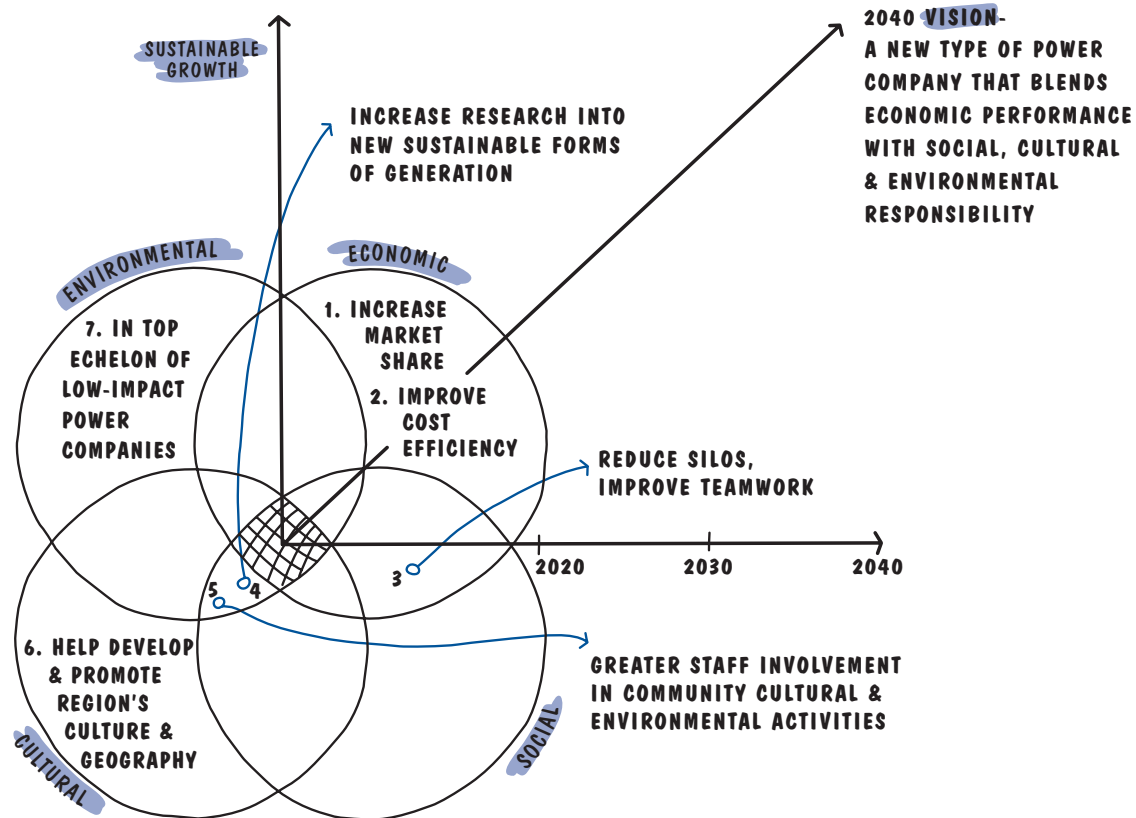 SUSTAINABLE
GROWTH
2040 VISION-
A NEW TYPE OF POWER
COMPANY THAT BLENDS
ECONOMIC PERFORMANCE
WITH SOCIAL, CULTURAL
& ENVIRONMENTAL
RESPONSIBILITY
INCREASE RESEARCH INTO
NEW SUSTAINABLE FORMS
OF GENERATION
ENVIRONMENTAL
ECONOMIC
7. IN TOP
ECHELON OF
LOW-IMPACT
POWER
COMPANIES
1. INCREASE
MARKET
SHARE
2. IMPROVE
COST
EFFICIENCY
REDUCE SILOS,
IMPROVE TEAMWORK
3
4
5
2020
2030
2040
6. HELP DEVELOP
& PROMOTE
REGION'S
CULTURE &
GEOGRAPHY
GREATER STAFF INVOLVEMENT
IN COMMUNITY CULTURAL &
ENVIRONMENTAL ACTIVITIES
CULTURAL
SOCIAL